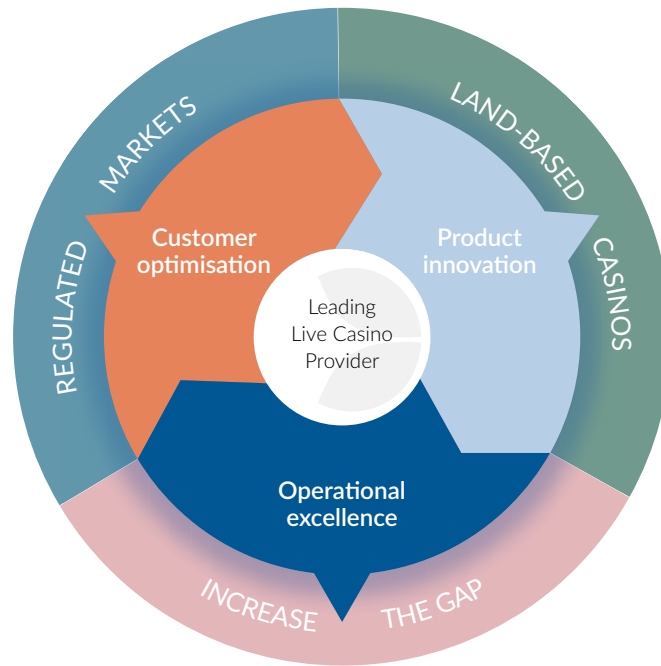 REGULATED MARKETS
LAND-BASED CASINOS
Customer
optimisation
Product
innovation
Leading
Live Casino
Provider
Operational
excellence
INCREASE THE GAP